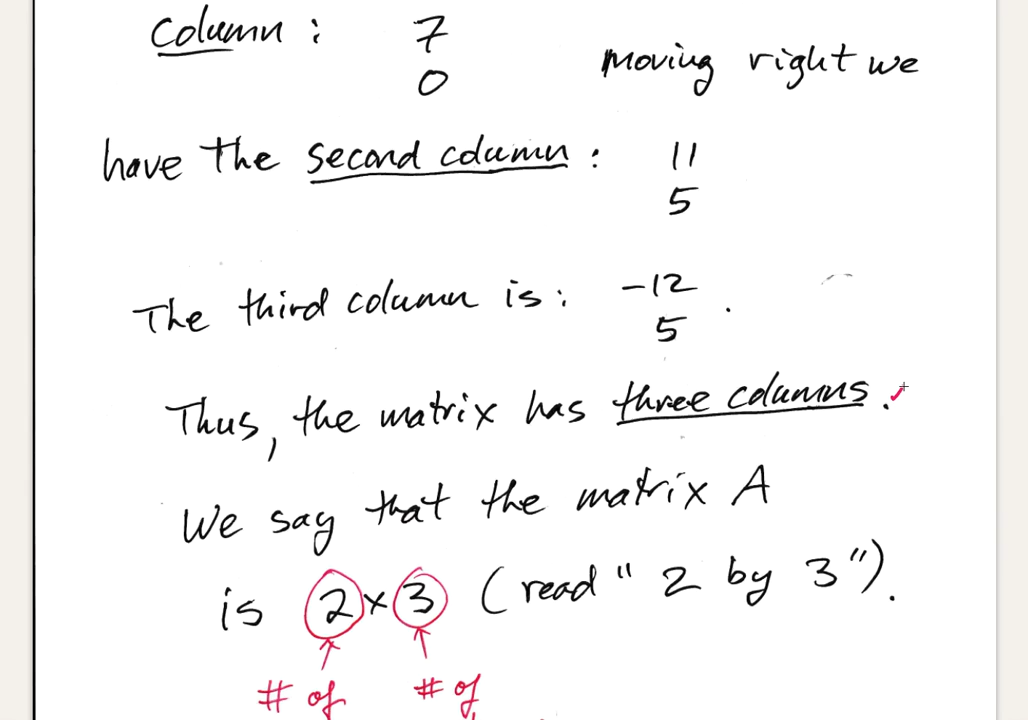 column : 7
0 moving right we
have the second column : 11
5
The third column is : -12
5 .
Thus, the matrix has three columns.
We say that the matrix A
is 2 × 3 (read " 2 by 3").
# of # of